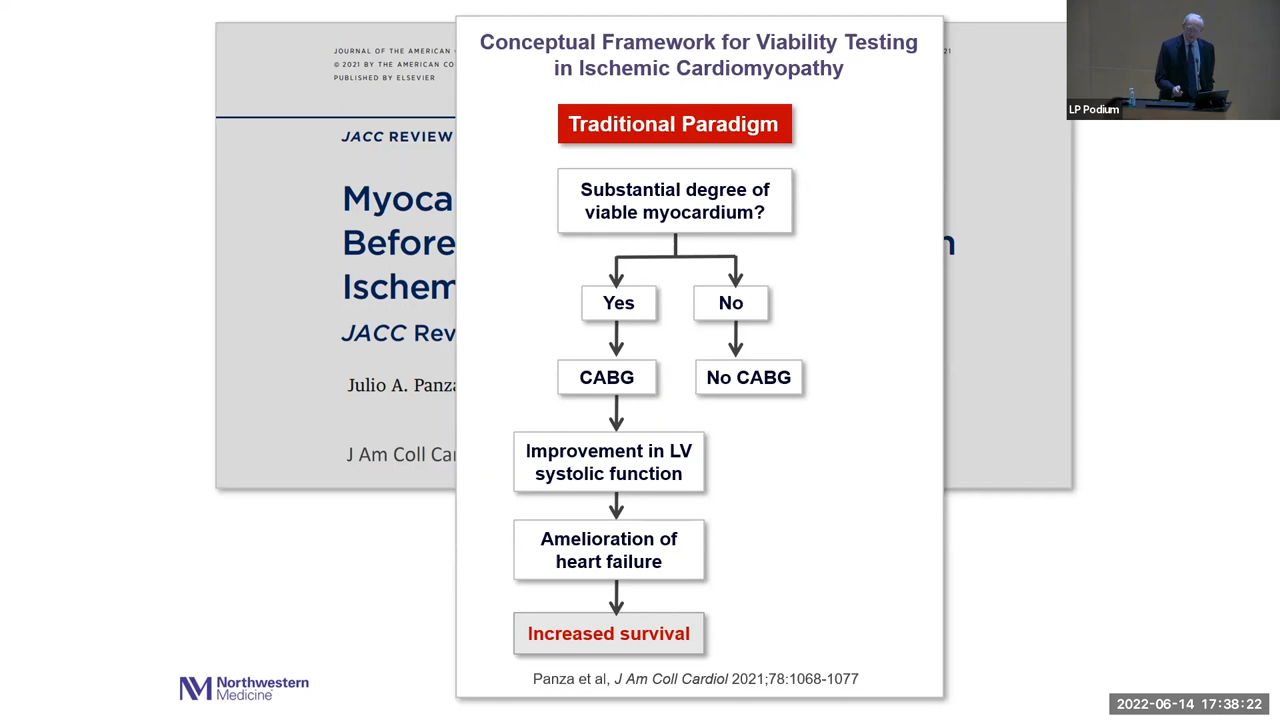 JOURNAL OF THE AMERICAN
© 2021 BY THE AMERICAN CO
PUBLISHED BY ELSEVIER
21
JACC REVIEW
Myoca
Before
n
Ischem
JACC Rev
Julio A. Panza
J Am Coll Car
Conceptual Framework for Viability Testing
in Ischemic Cardiomyopathy
Traditional Paradigm
Substantial degree of
viable myocardium?
Yes
No
CABG
No CABG
Improvement in LV
systolic function
Amelioration of
heart failure
Increased survival
Panza et al, J Am Coll Cardiol 2021;78:1068-1077
Northwestern
Medicine
LP Podium
2022-06-14 17:38:22